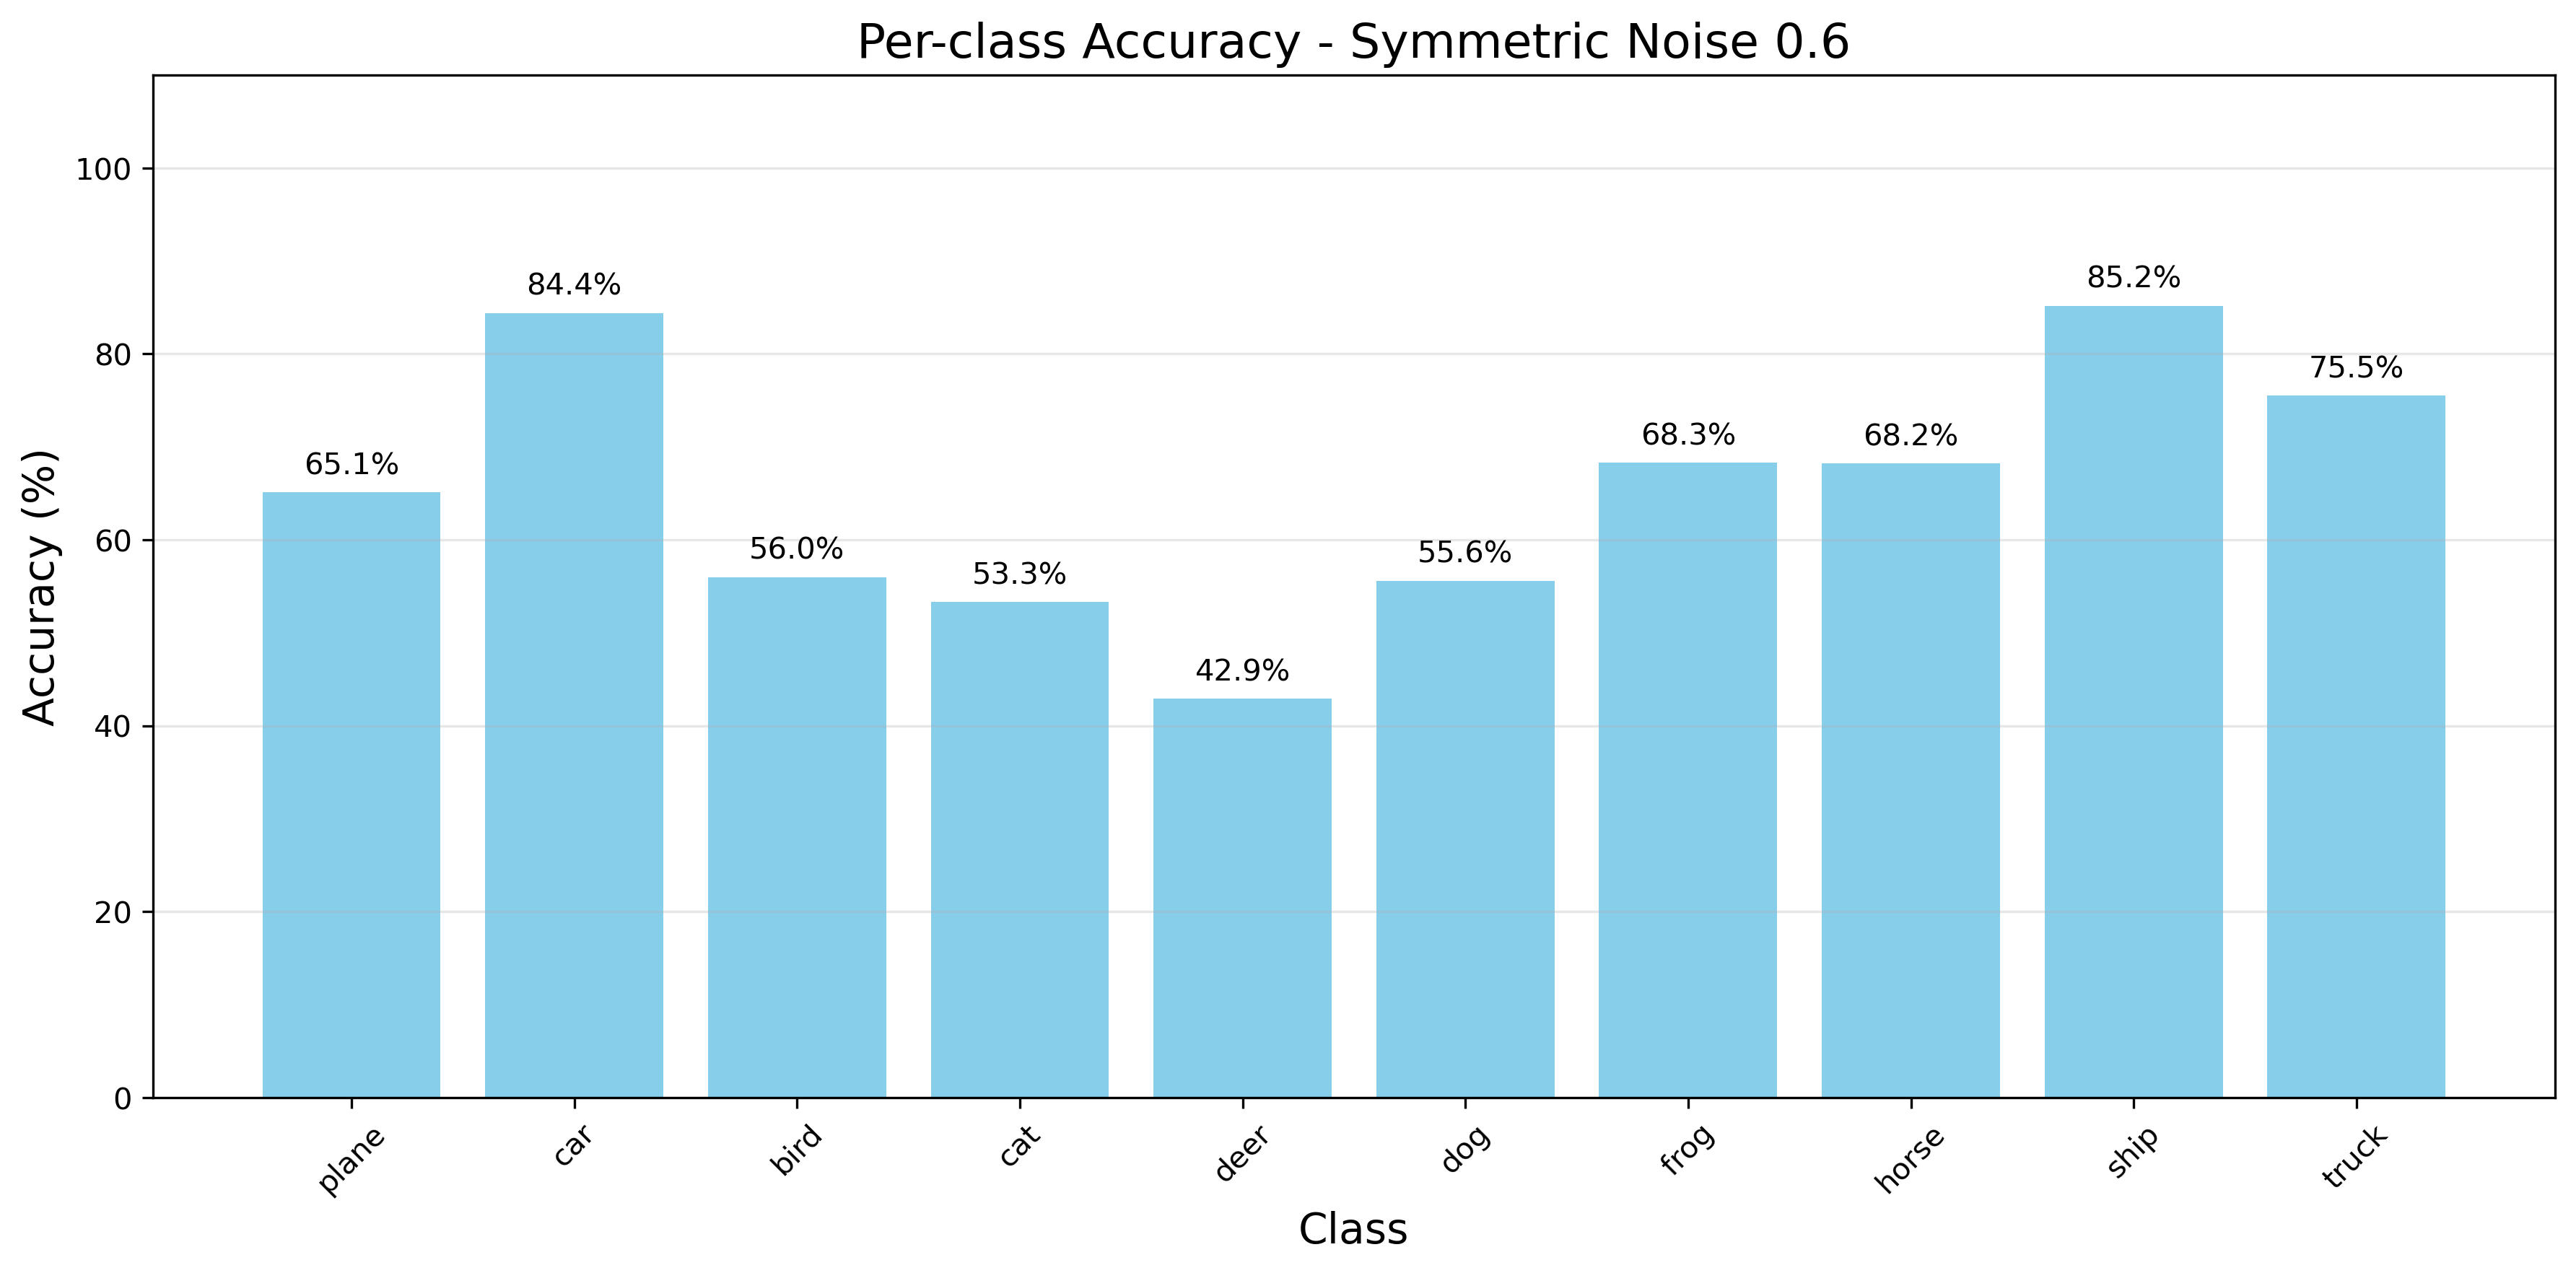 Per-class Accuracy - Symmetric Noise 0.6
Accuracy (%)
100
80
60
40
20
0
65.1%
84.4%
56.0%
53.3%
42.9%
55.6%
68.3%
68.2%
85.2%
75.5%
plane
car
bird
cat
deer
dog
frog
horse
ship
truck
Class